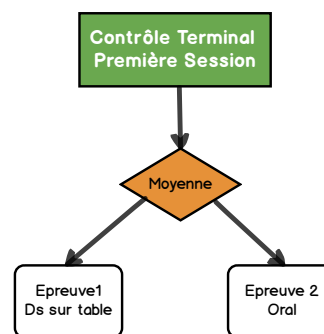 Contrôle Terminal
Première Session
Moyenne
Epreuve1
Ds sur table
Epreuve 2
Oral